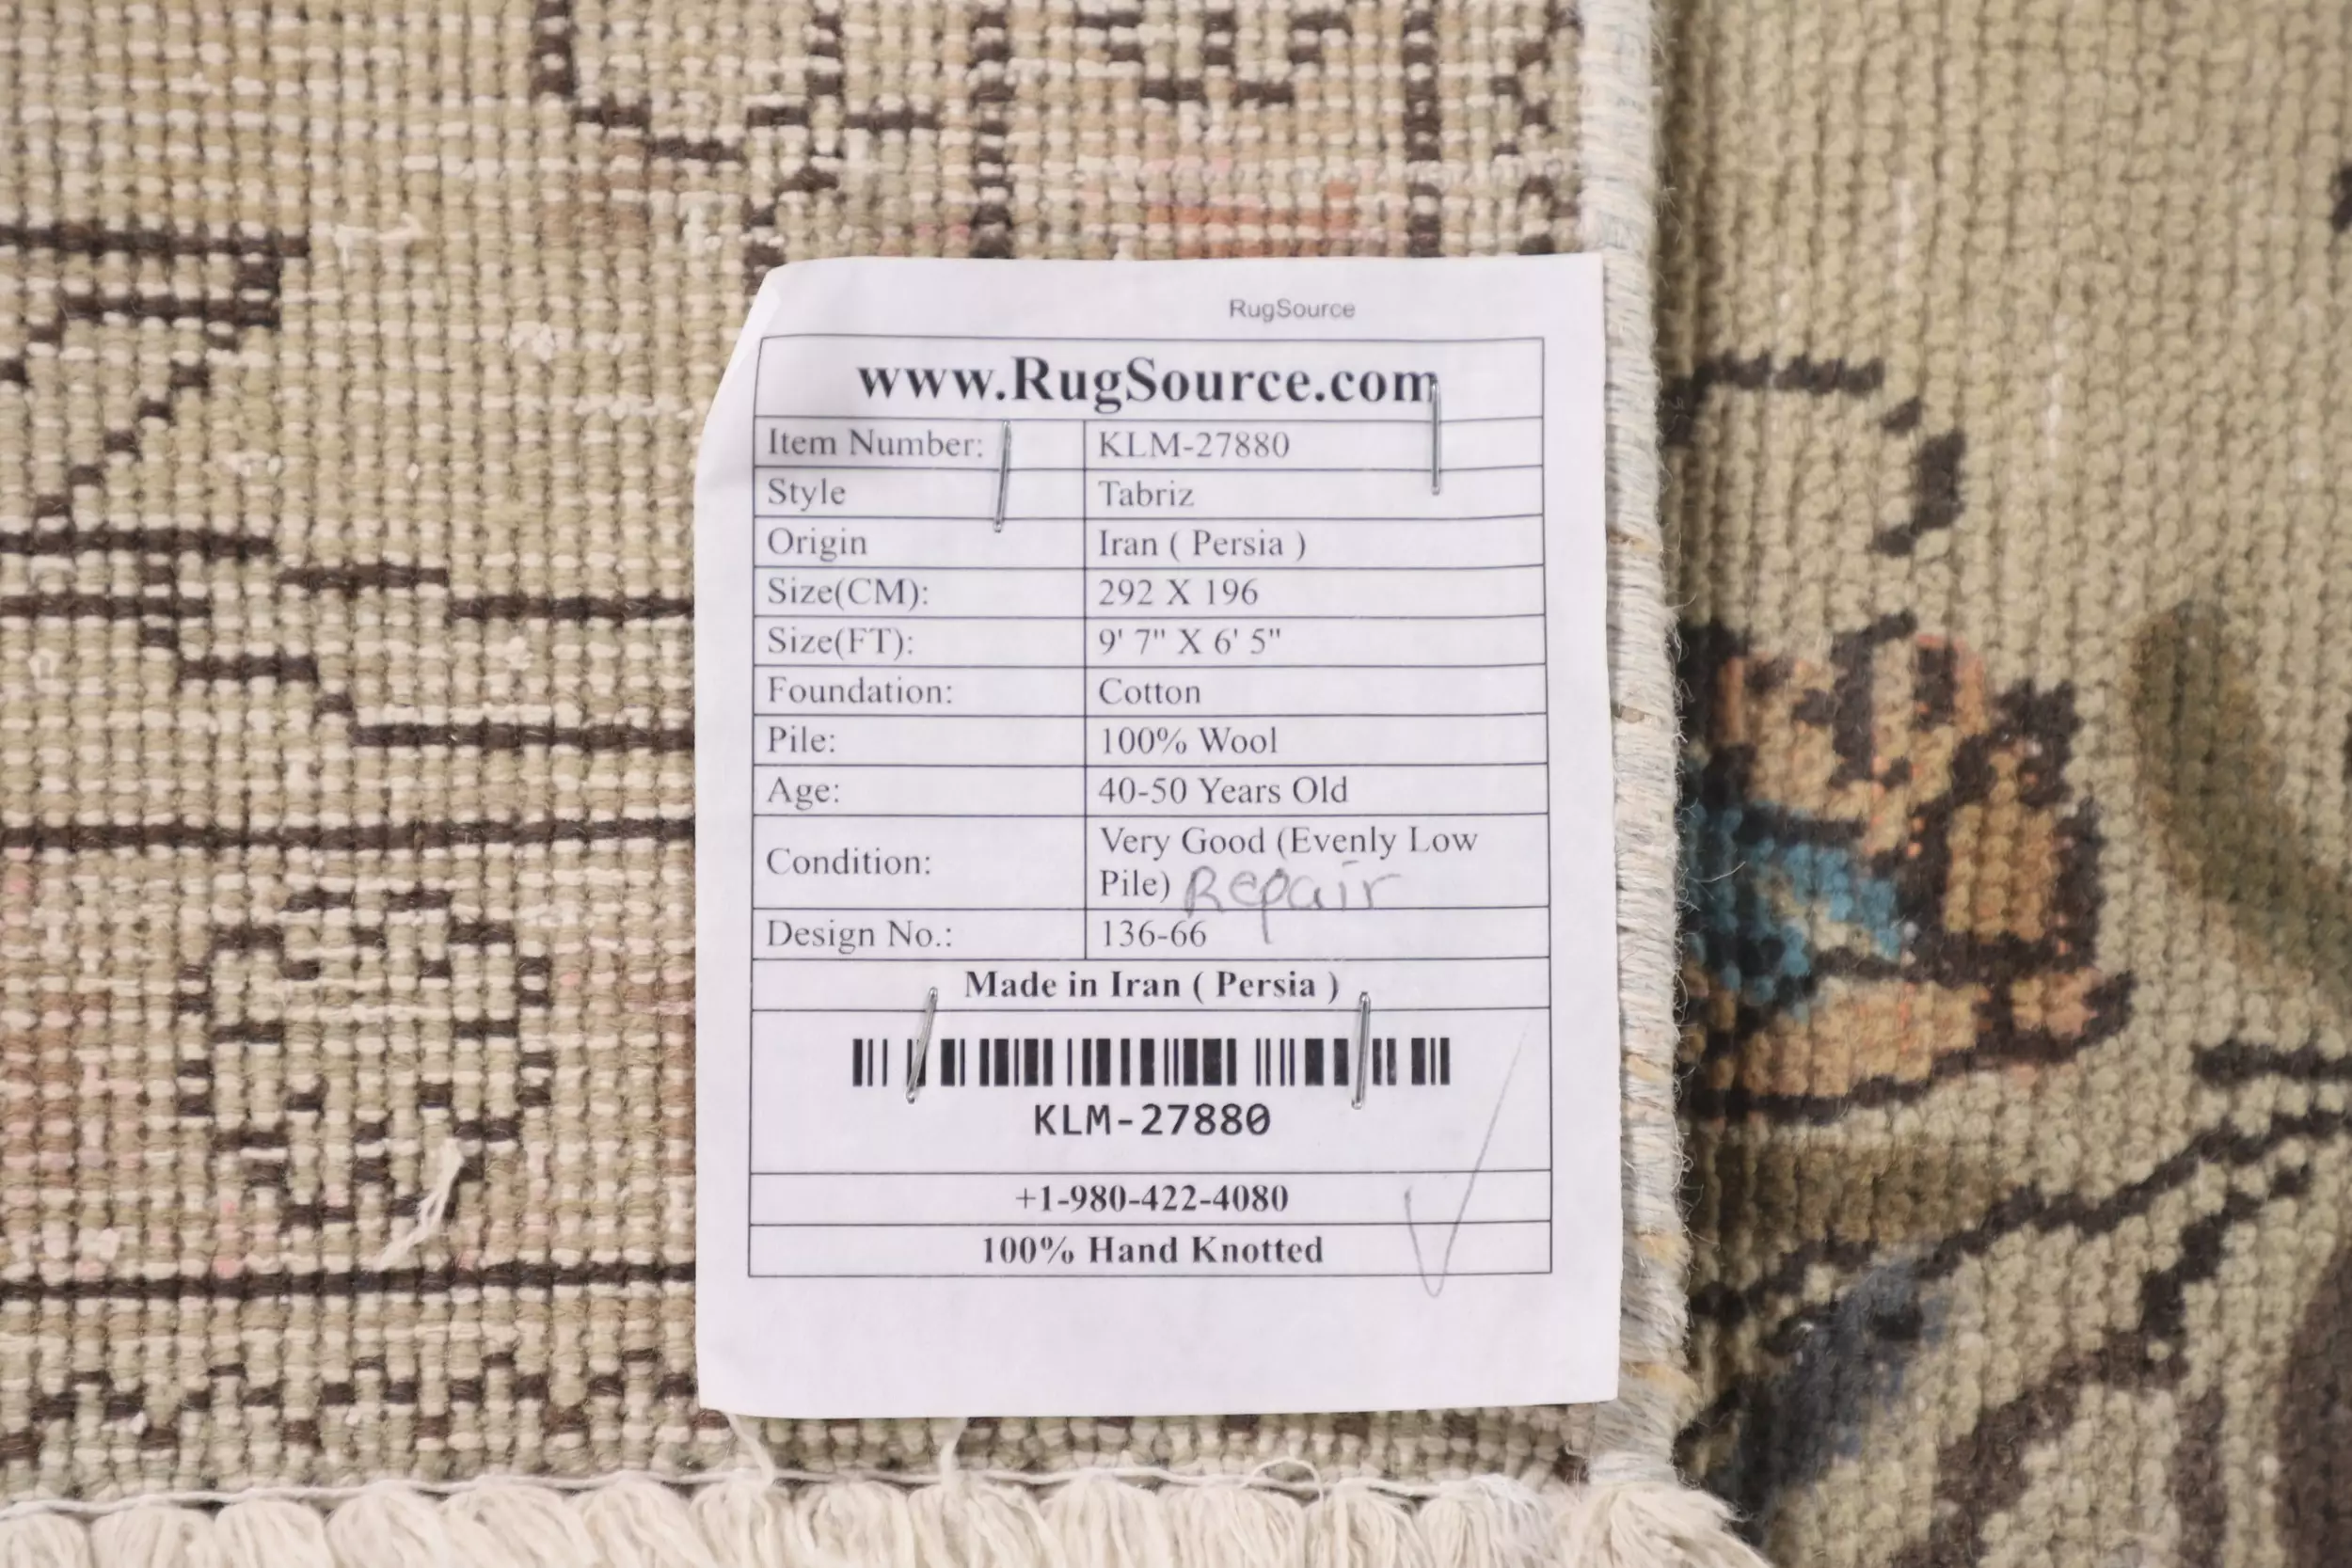 RugSource
www.RugSource.com
Item Number: KLM-27880
Style Tabriz
Origin Iran ( Persia )
Size(CM): 292 X 196
Size(FT): 9' 7" X 6' 5"
Foundation: Cotton
Pile: 100% Wool
Age: 40-50 Years Old
Condition: Very Good (Evenly Low
Pile) Repair
Design No.: 136-66
Made in Iran ( Persia )
KLM-27880
+1-980-422-4080
100% Hand Knotted